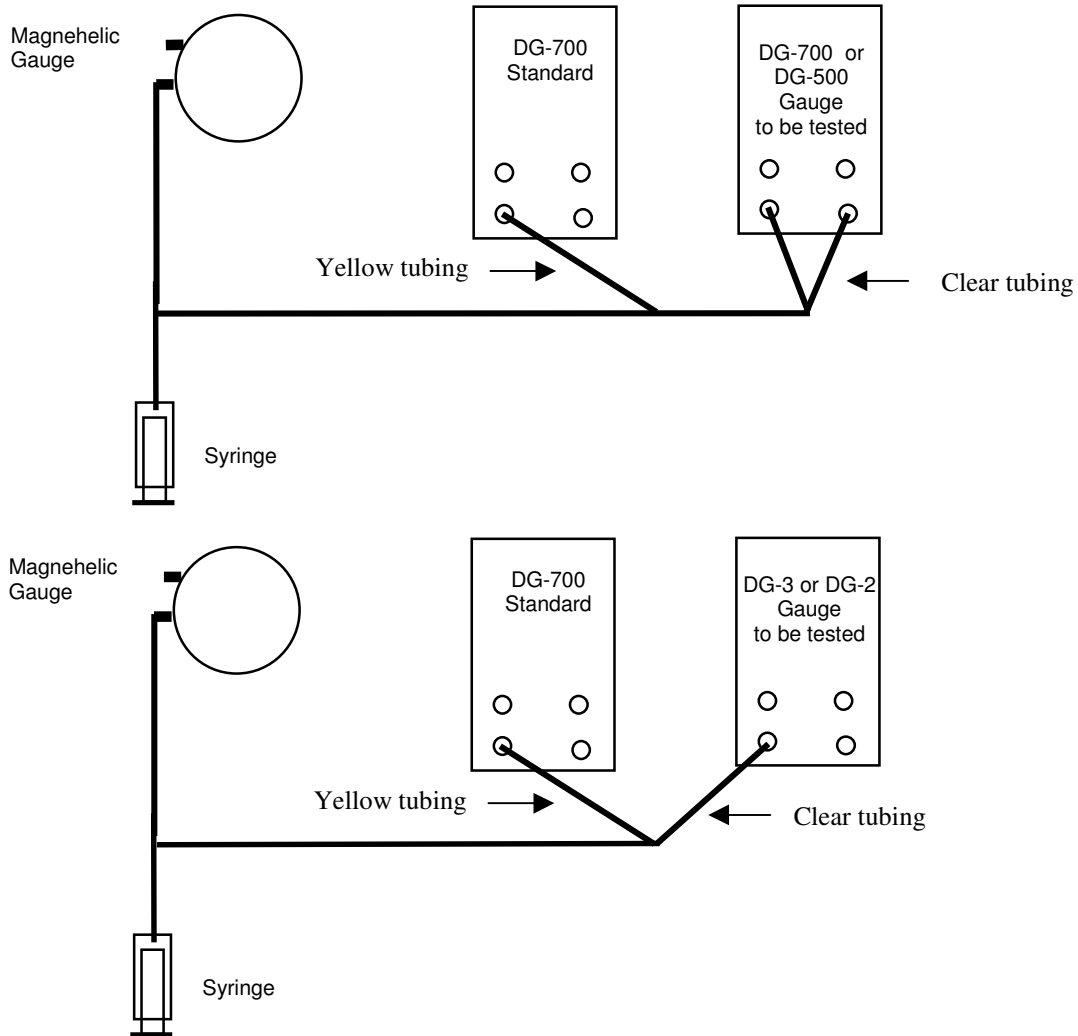 Magnehelic
Gauge
DG-700
Standard
DG-700 or
DG-500
Gauge
to be tested
Yellow tubing
Clear tubing
Syringe
Magnehelic
Gauge
DG-700
Standard
DG-3 or DG-2
Gauge
to be tested
Yellow tubing
Clear tubing
Syringe